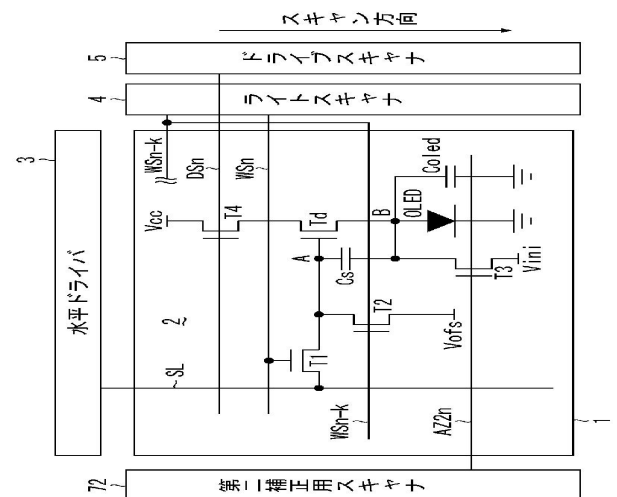 スキャン方向
5
ドライブスキャナ
4
ライトスキャナ
3
水平ドライバ
WSn-k
DSn
WSn
Vcc
T4
Td
B
OLED
Coled
A
Cs
T2
T3
Vini
2
SL
T1
Vofs
WSn-k
AZ2n
1
72
第二補正用スキャナ